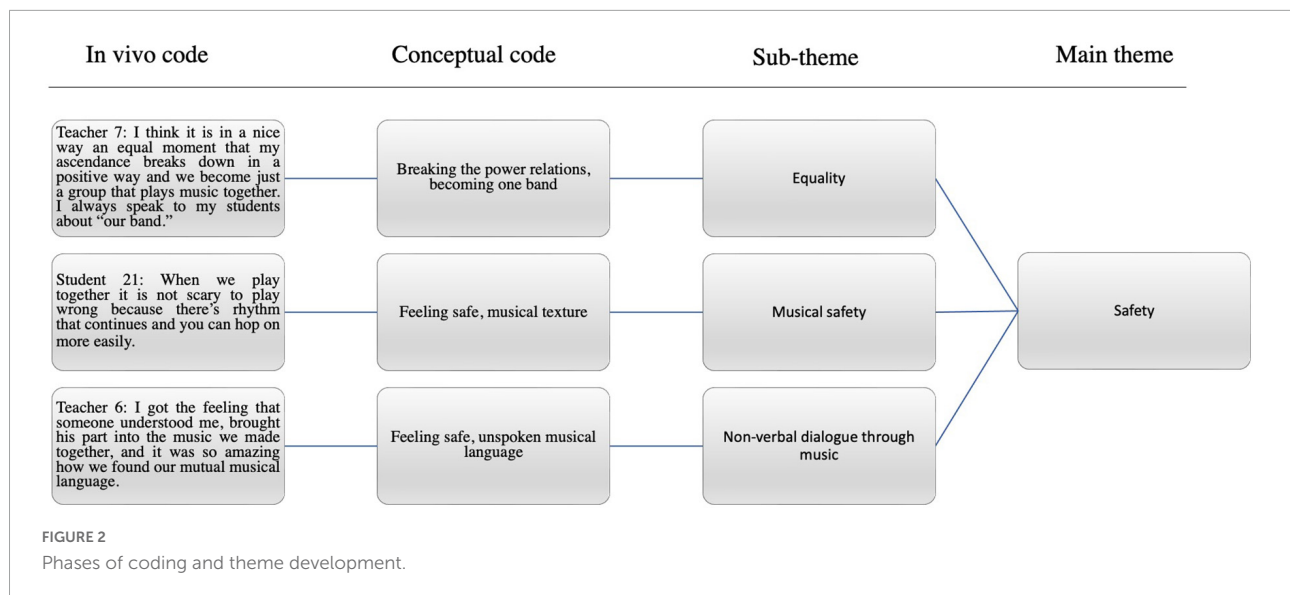 In vivo code
Conceptual code
Sub-theme
Main theme
Teacher 7: I think it is in a nice
way an equal moment that my
ascendance breaks down in a
positive way and we become just
a group that plays music together.
I always speak to my students
about “our band.”
Breaking the power relations,
becoming one band
Equality
Student 21: When we play
together it is not scary to play
wrong because there’s rhythm
that continues and you can hop on
more easily.
Feeling safe, musical texture
Musical safety
Safety
Teacher 6: I got the feeling that
someone understood me, brought
his part into the music we made
together, and it was so amazing
how we found our mutual musical
language.
Feeling safe, unspoken musical
language
Non-verbal dialogue through
music
FIGURE 2
Phases of coding and theme development.